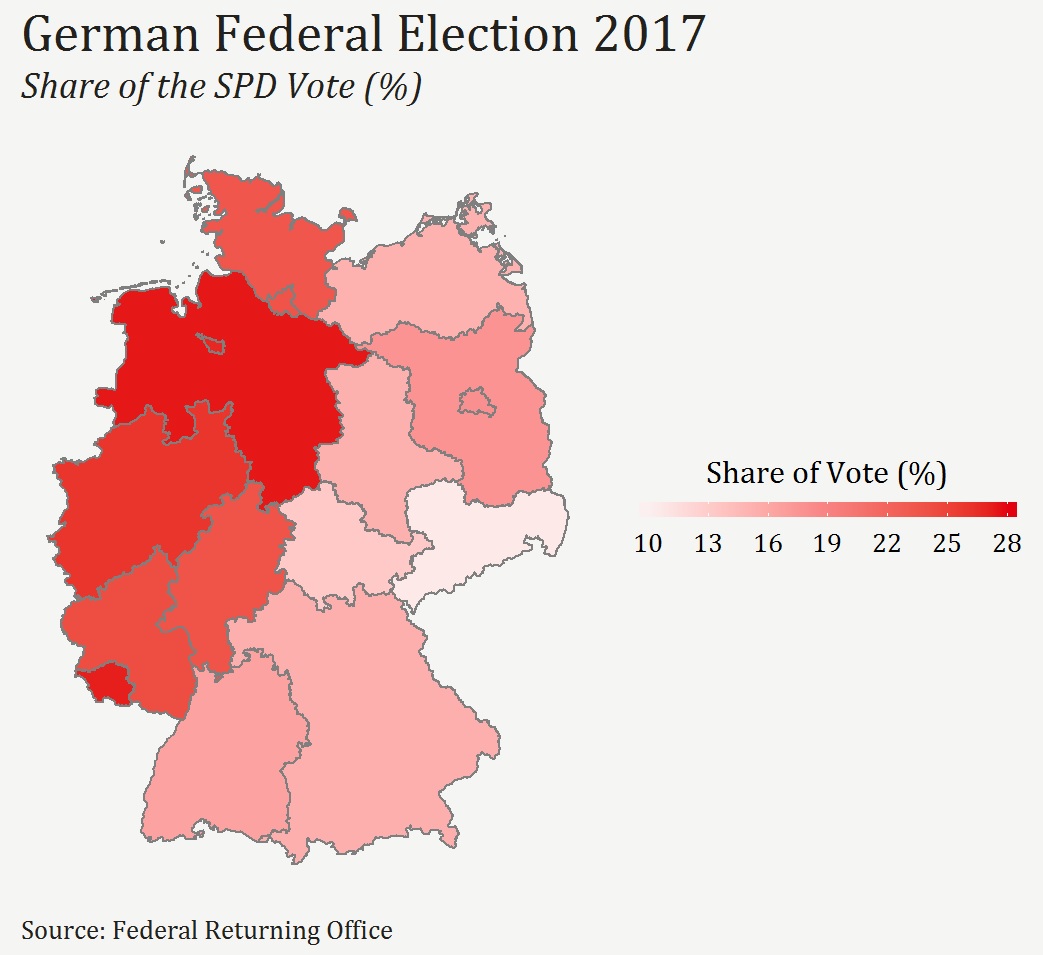 German Federal Election 2017
Share of the SPD Vote (%)
Share of Vote (%)
10 13 16 19 22 25 28
Source: Federal Returning Office